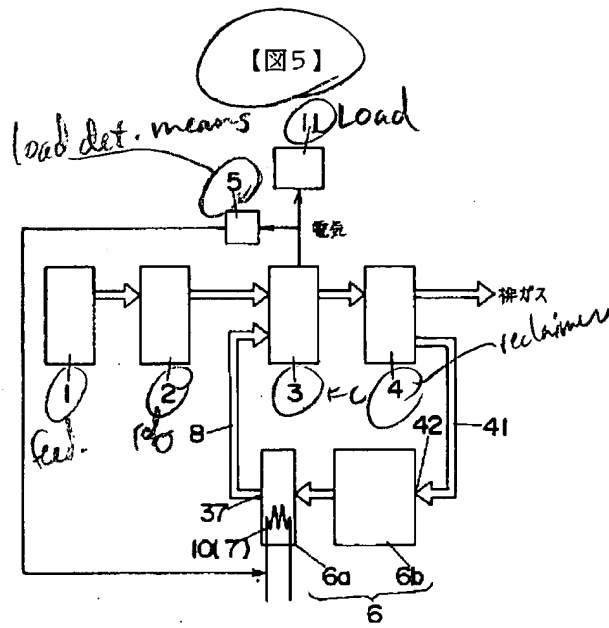 【図5】
11 Load
load det. means
5
電気
排ガス
reclaimer
1
2
3
4
feed.
8
42
41
37
10(7)
6a
6b
6